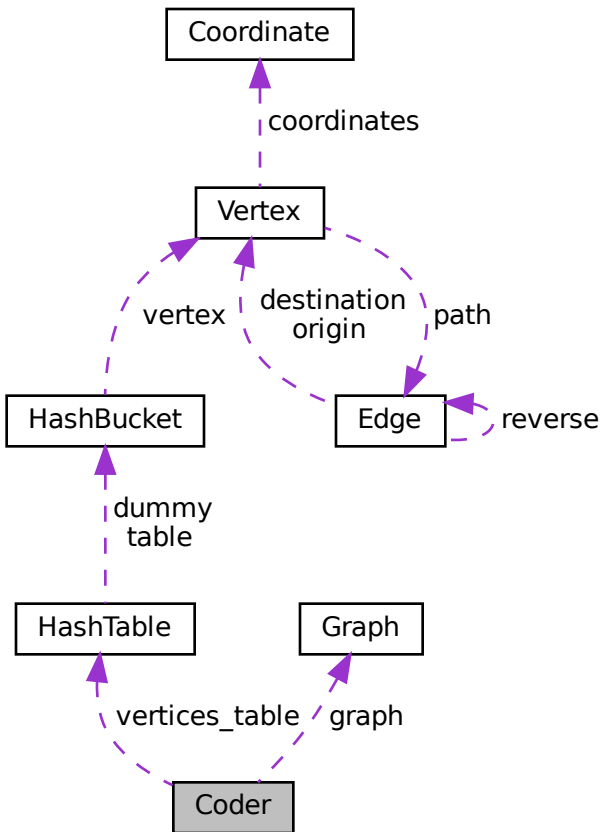 Coordinate
coordinates
Vertex
vertex
destination
origin
path
HashBucket
Edge
reverse
dummy
table
HashTable
Graph
vertices_table
graph
Coder